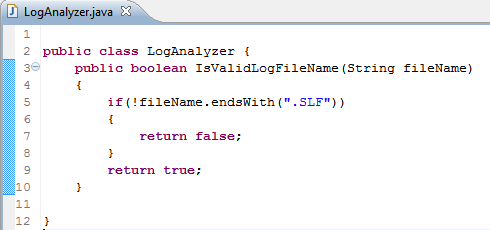 LogAnalyzer.java
1
2 public class LogAnalyzer {
3     public boolean IsValidLogFileName(String fileName)
4     {
5         if(!fileName.endsWith(".SLF"))
6         {
7             return false;
8         }
9         return true;
10     }
11
12 }